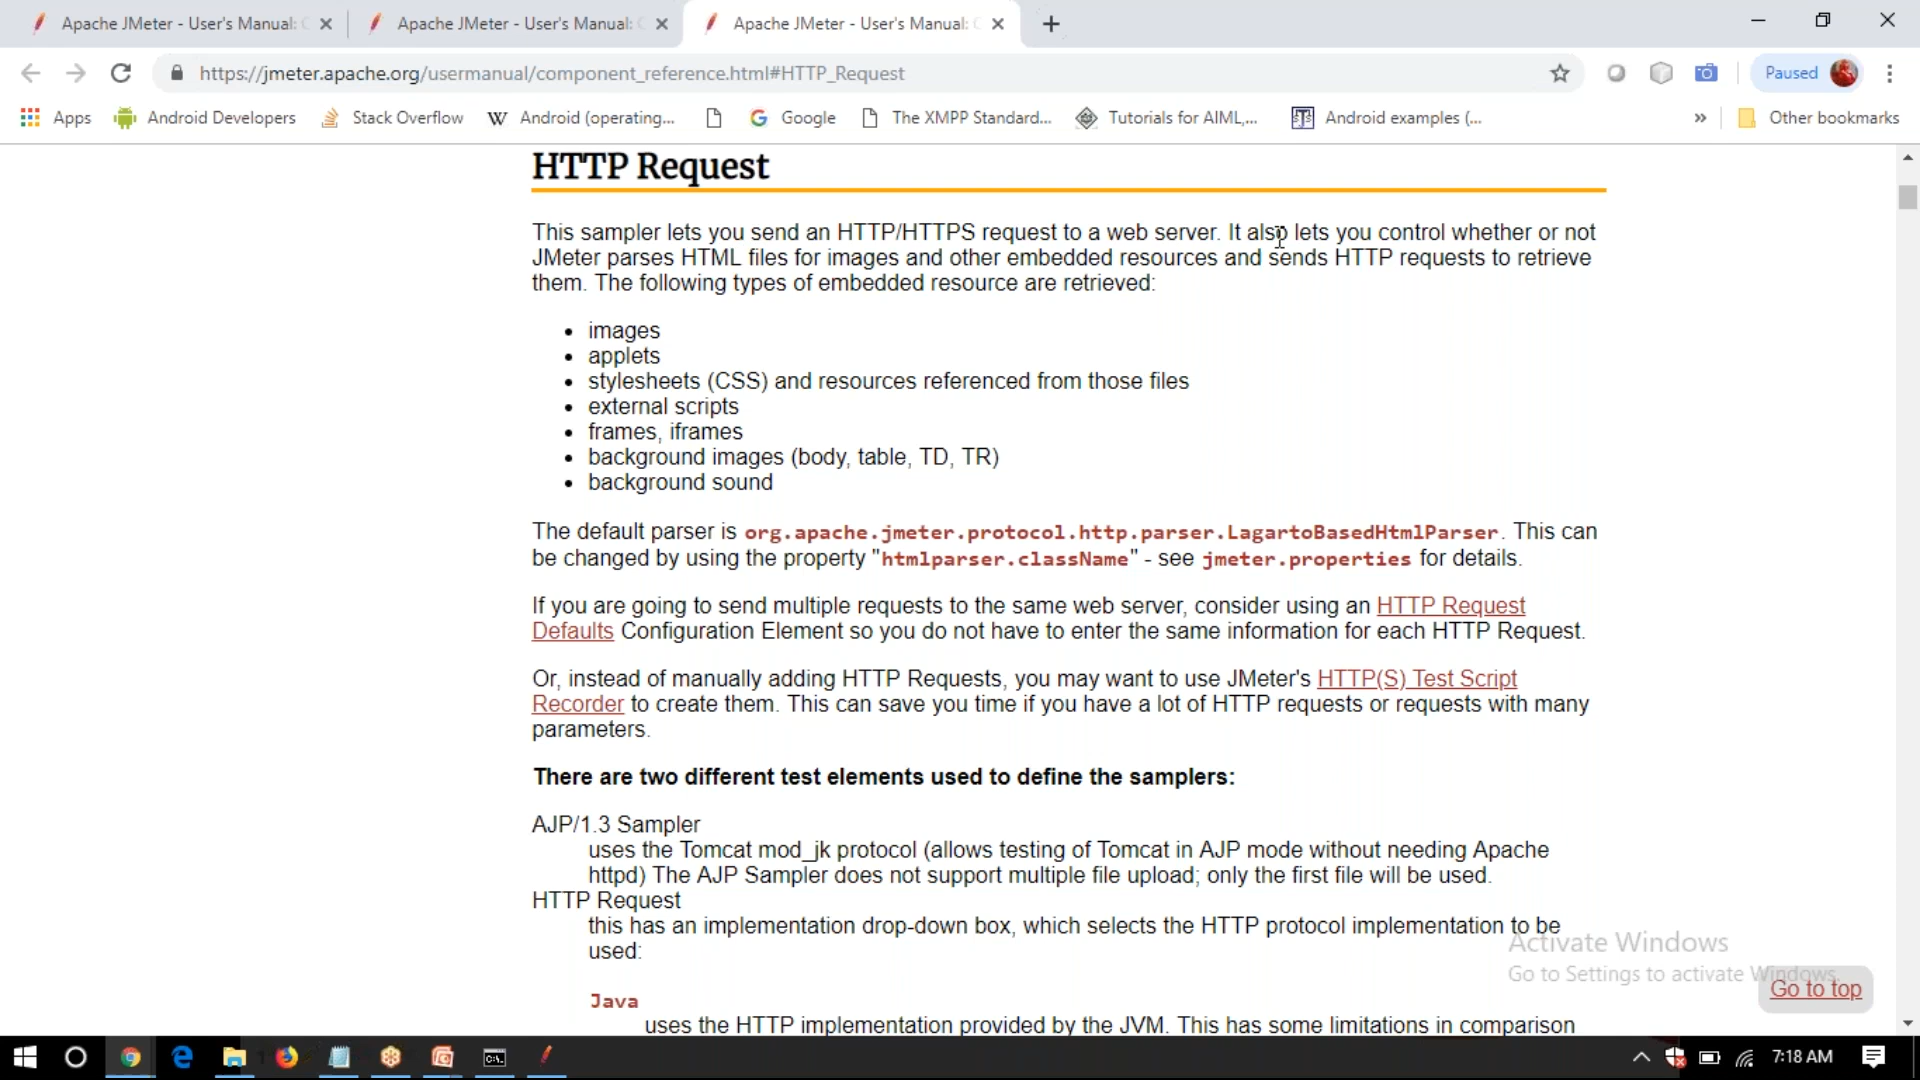 Apache JMeter - User's Manual: C
Apache JMeter - User's Manual: C
Apache JMeter - User's Manual: C
https://jmeter.apache.org/usermanual/component_reference.html#HTTP_Request
Paused
Apps
Android Developers
Stack Overflow
W Android (operating...
Google
The XMPP Standard...
Tutorials for AIML,...
Android examples (...
»
Other bookmarks
HTTP Request
This sampler lets you send an HTTP/HTTPS request to a web server. It also lets you control whether or not
JMeter parses HTML files for images and other embedded resources and sends HTTP requests to retrieve
them. The following types of embedded resource are retrieved:
• images
• applets
• stylesheets (CSS) and resources referenced from those files
• external scripts
• frames, iframes
• background images (body, table, TD, TR)
• background sound
The default parser is org.apache.jmeter.protocol.http.parser.LagartoBasedHtmlParser. This can
be changed by using the property "htmlparser.className" - see jmeter.properties for details.
If you are going to send multiple requests to the same web server, consider using an HTTP Request
Defaults Configuration Element so you do not have to enter the same information for each HTTP Request.
Or, instead of manually adding HTTP Requests, you may want to use JMeter's HTTP(S) Test Script
Recorder to create them. This can save you time if you have a lot of HTTP requests or requests with many
parameters.
There are two different test elements used to define the samplers:
AJP/1.3 Sampler
uses the Tomcat mod_jk protocol (allows testing of Tomcat in AJP mode without needing Apache
httpd) The AJP Sampler does not support multiple file upload; only the first file will be used.
HTTP Request
this has an implementation drop-down box, which selects the HTTP protocol implementation to be
used:
Activate Windows
Go to Settings to activate Windows.
Go to top
Java
uses the HTTP implementation provided by the JVM. This has some limitations in comparison
7:18 AM